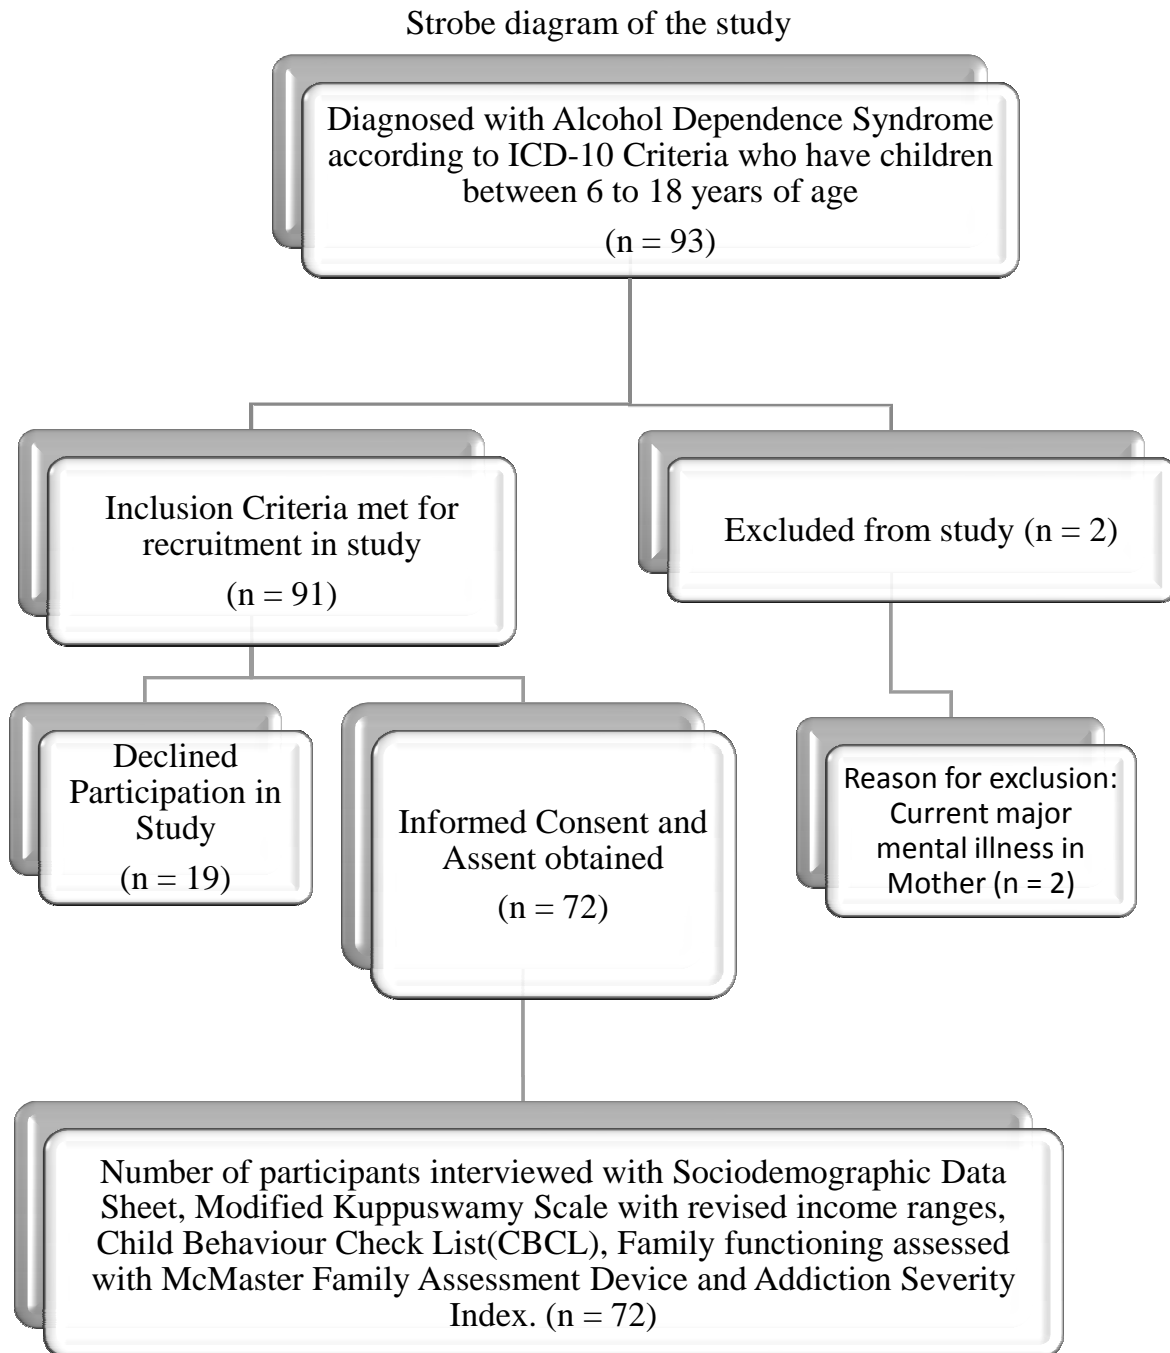 Strobe diagram of the study
Diagnosed with Alcohol Dependence Syndrome
according to ICD-10 Criteria who have children
between 6 to 18 years of age
(n = 93)
Inclusion Criteria met for
recruitment in study
(n = 91)
Excluded from study (n = 2)
Declined
Participation in
Study
(n = 19)
Informed Consent and
Assent obtained
(n = 72)
Reason for exclusion:
Current major
mental illness in
Mother (n = 2)
Number of participants interviewed with Sociodemographic Data
Sheet, Modified Kuppuswamy Scale with revised income ranges,
Child Behaviour Check List(CBCL), Family functioning assessed
with McMaster Family Assessment Device and Addiction Severity
Index. (n = 72)